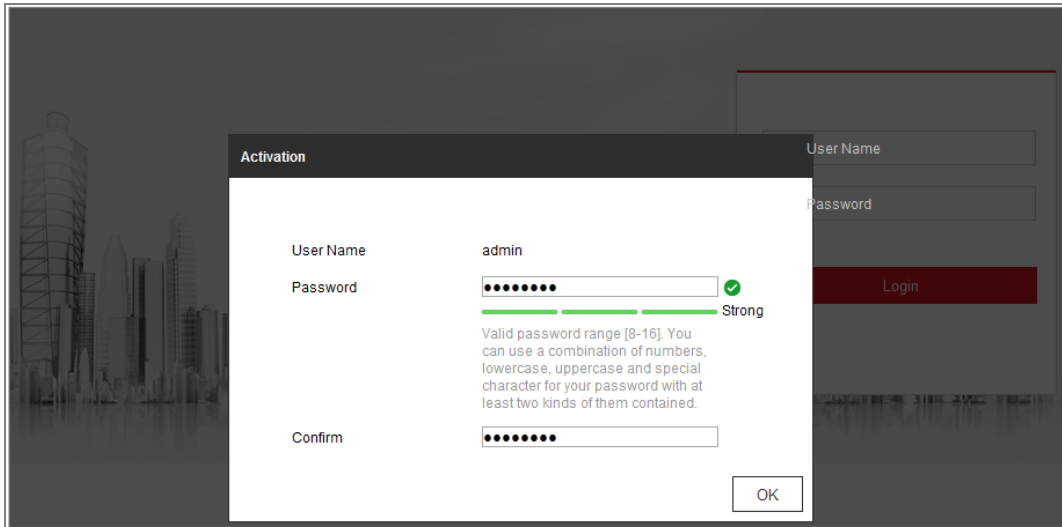 Activation
User Name
Password
Login
User Name admin
Password ●●●●●●●●
Strong
Valid password range [8-16]. You
can use a combination of numbers,
lowercase, uppercase and special
character for your password with at
least two kinds of them contained.
Confirm ●●●●●●●●
OK